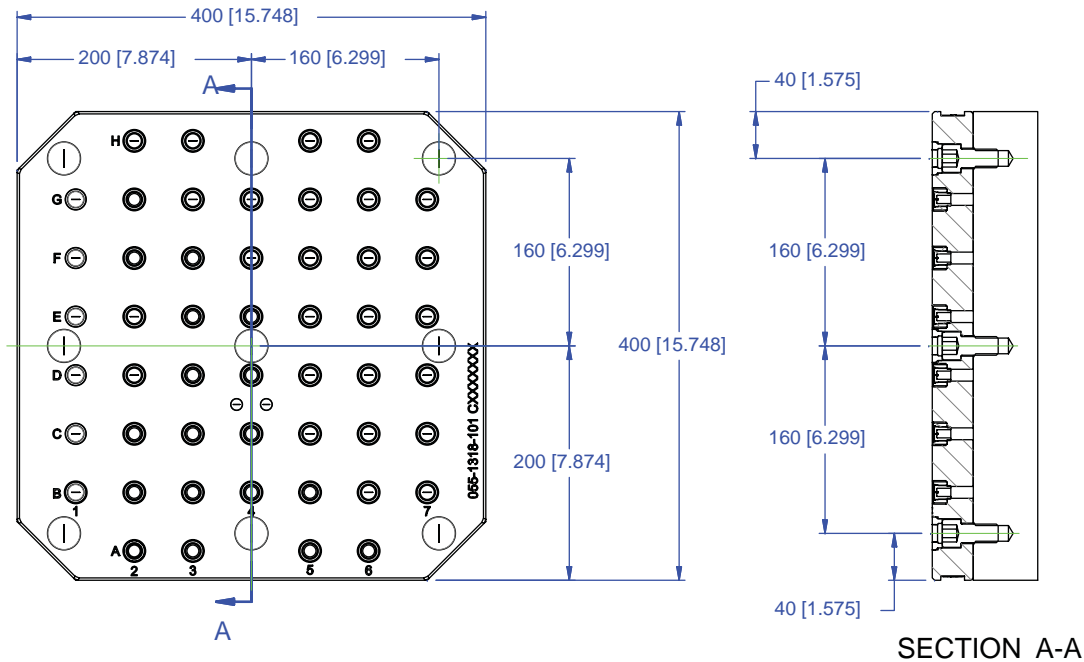 400 [15.748]
200 [7.874]
160 [6.299]
A
40 [1.575]
H
G
F
160 [6.299]
160 [6.299]
E
400 [15.748]
D
055-1318-101 CXXXXXXX
C
160 [6.299]
200 [7.874]
B
1
4
7
A
2
3
5
6
40 [1.575]
A
SECTION A-A